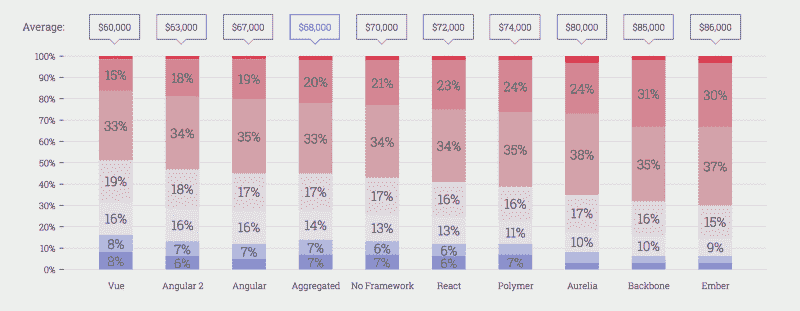 Average: $60,000 $63,000 $67,000 $68,000 $70,000 $72,000 $74,000 $80,000 $85,000 $86,000
100%
90% 15% 18% 19% 20% 21% 23% 24% 24% 31% 30%
80%
70% 33% 34% 35% 33% 34% 34% 35% 38% 35% 37%
60%
50%
40% 19% 18% 17% 17% 17% 16% 16% 17% 16% 15%
30%
20% 16% 16% 16% 14% 13% 13% 11% 10% 10% 9%
10% 8% 7% 7% 7% 6% 6%
0% 8% 6% 7% 7% 6% 7%
Vue Angular 2 Angular Aggregated No Framework React Polymer Aurelia Backbone Ember